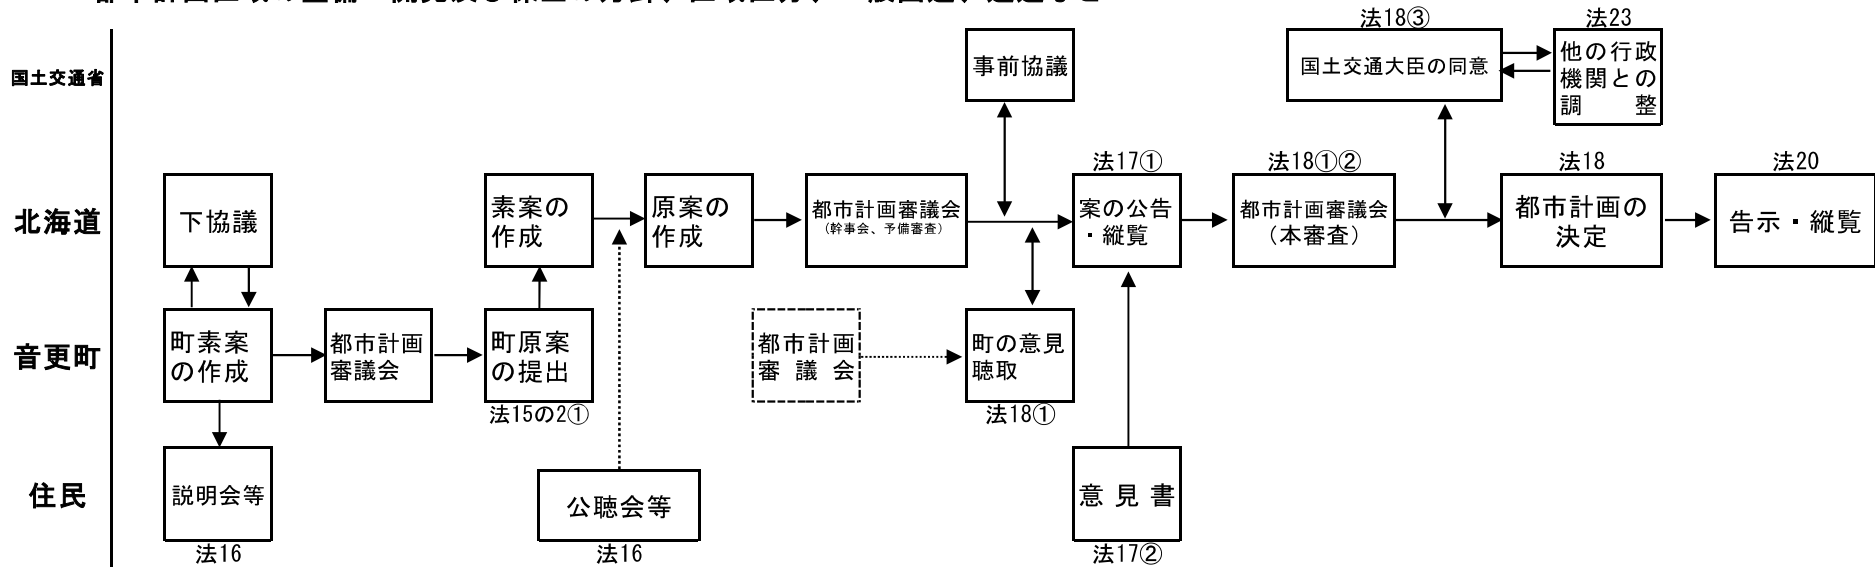 法18③
法23
国土交通省
事前協議
国土交通大臣の同意
他の行政
機関との
調整
法17①
法18①②
法18
法20
北海道
下協議
素案の
作成
原案の
作成
都市計画審議会
（幹事会、予備審査）
案の公告
・縦覧
都市計画審議会
（本審査）
都市計画の
決定
告示・縦覧
音更町
町素案
の作成
都市計画
審議会
町原案
の提出
都市計画
審議会
町の意見
聴取
法15の2①
法18①
住民
説明会等
公聴会等
意見書
法16
法16
法17②